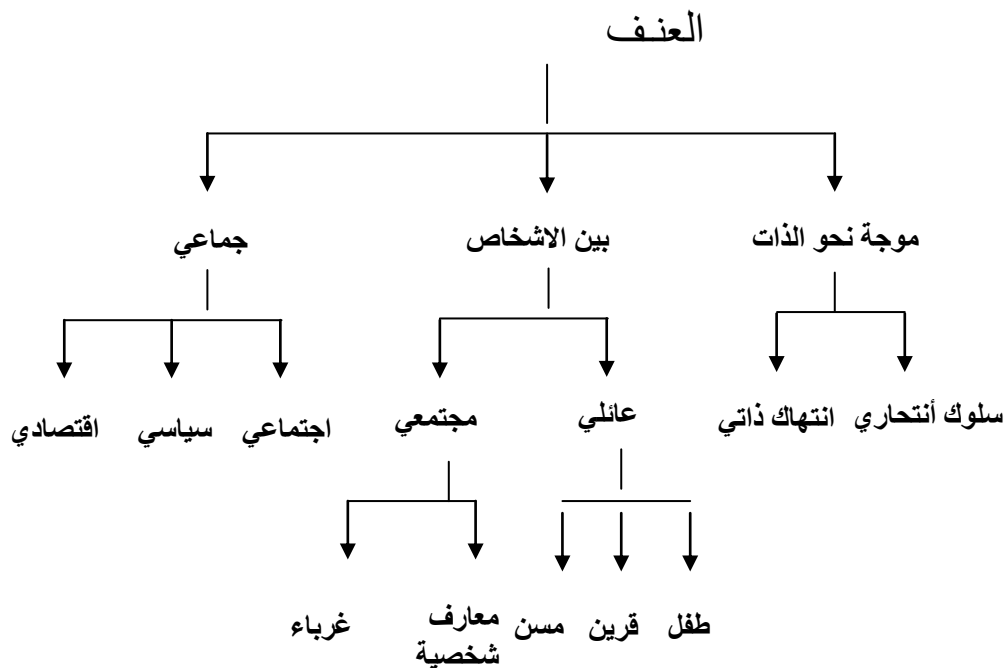 العنف
موجة نحو الذات
بين الاشخاص
جماعي
سلوك أنتحاري
انتهاك ذاتي
عائلي
مجتمعي
اجتماعي
سياسي
اقتصادي
طفل
قرين
مسن
معارف
شخصية
غرباء